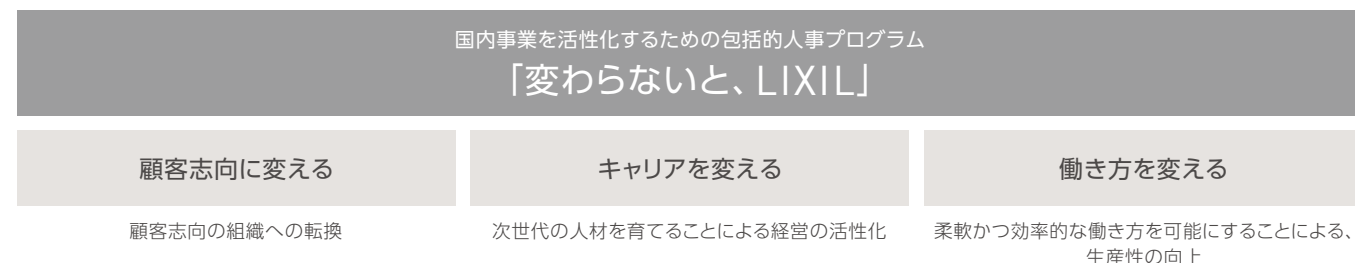 国内事業を活性化するための包括的人事プログラム
「変わらないと、LIXIL」
顧客志向に変える
キャリアを変える
働き方を変える
顧客志向の組織への転換
次世代の人材を育てることによる経営の活性化
柔軟かつ効率的な働き方を可能にすることによる、
生産性の向上